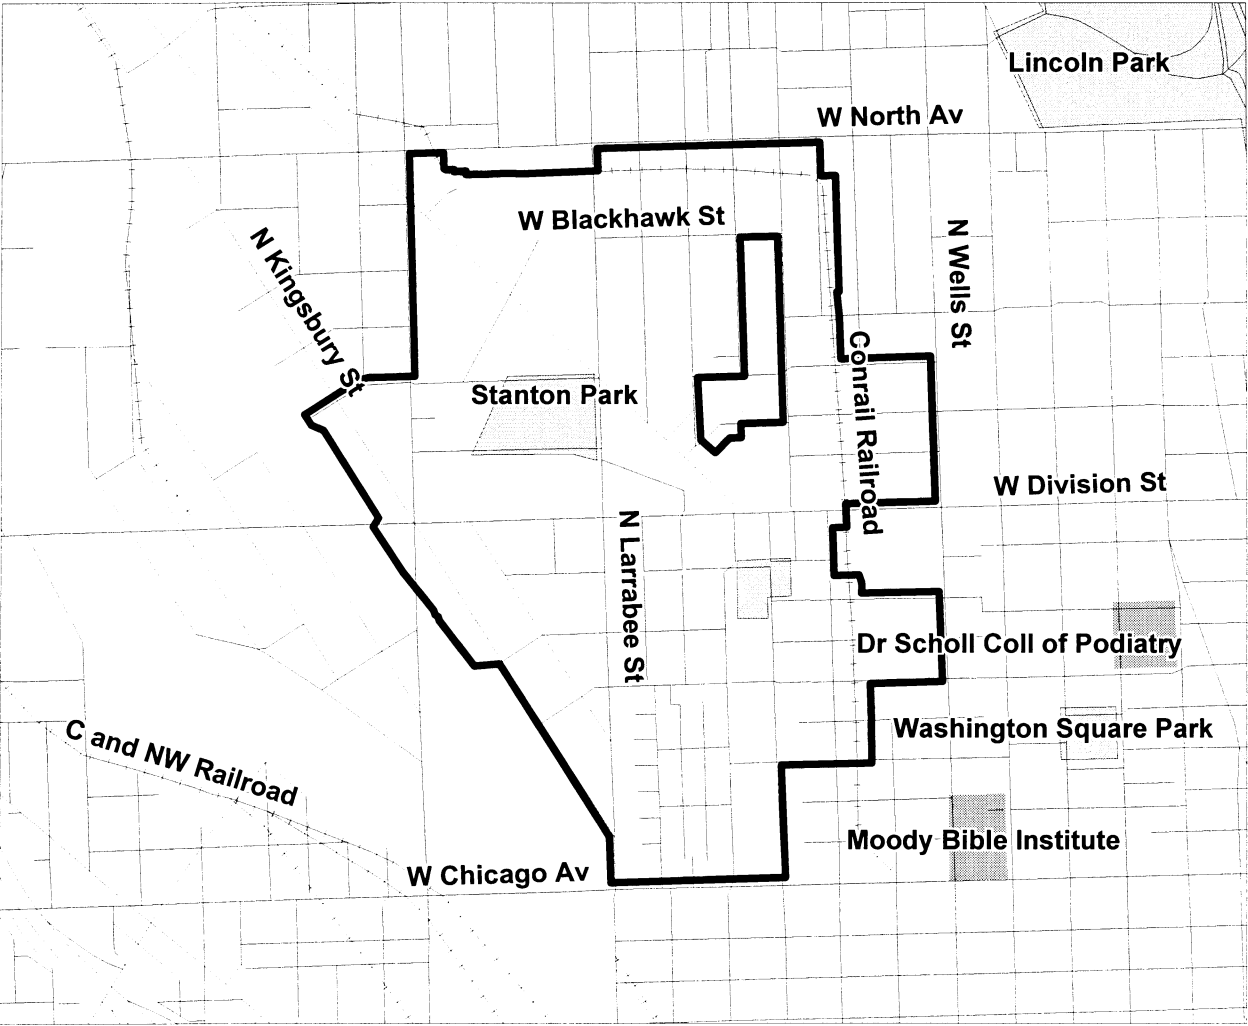 Lincoln Park
W North Av
W Blackhawk St
N Kingsbury St
N Wells St
Conrail Railroad
Stanton Park
W Division St
N Larrabee St
Dr Scholl Coll of Podiatry
Washington Square Park
C and NW Railroad
Moody Bible Institute
W Chicago Av